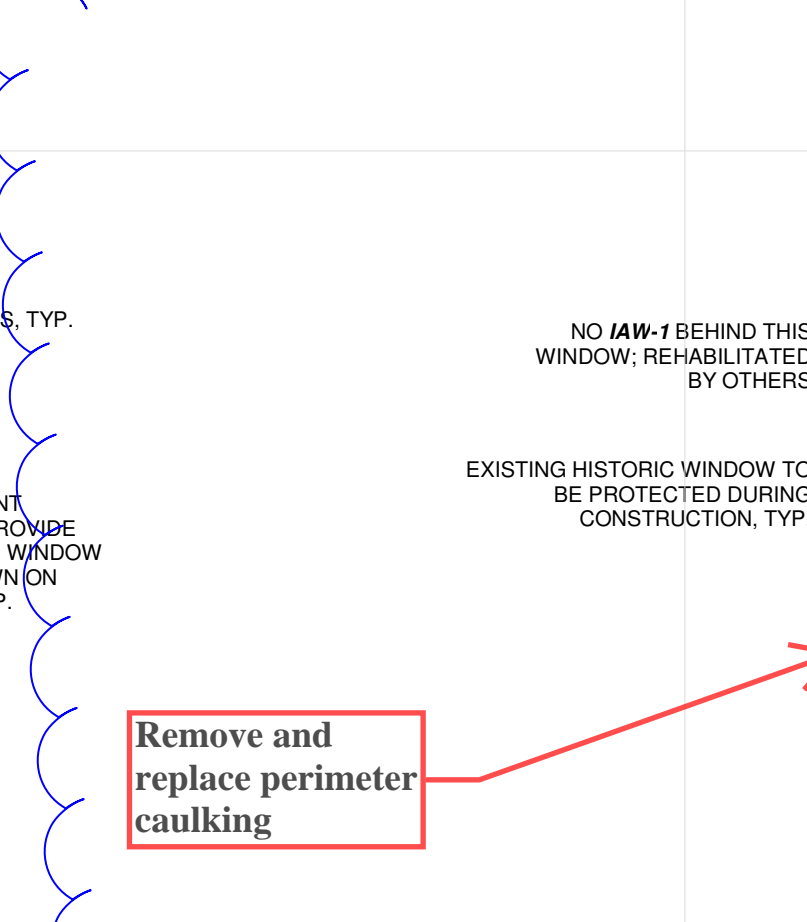 S, TYP.
NO IAW-1 BEHIND THIS
WINDOW; REHABILITATED
BY OTHERS
EXISTING HISTORIC WINDOW TO
BE PROTECTED DURING
CONSTRUCTION, TYP.
NT
ROVIDE
WINDOW
WN ON
P.
Remove and
replace perimeter
caulking